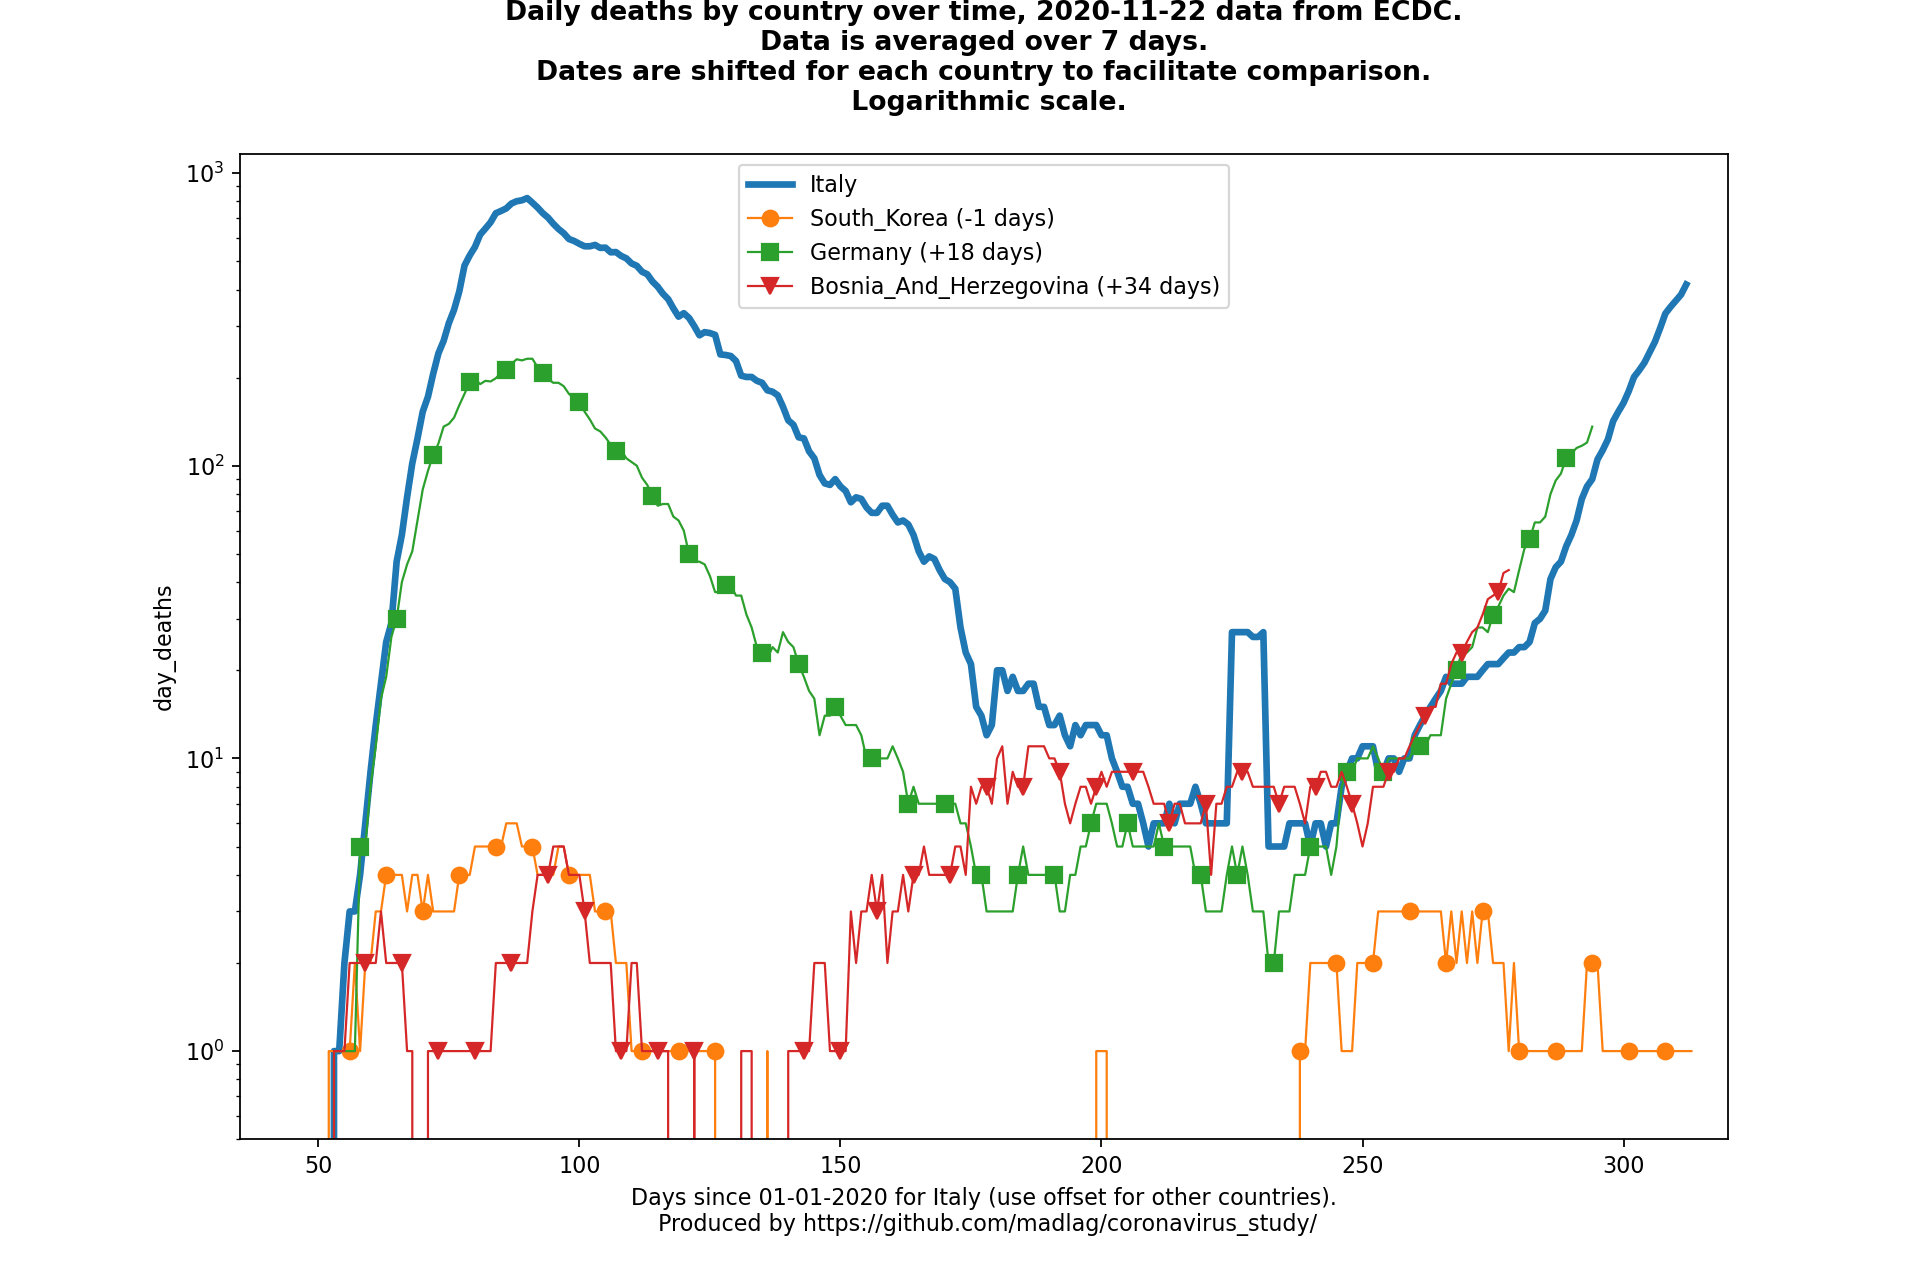 Daily deaths by country over time, 2020-11-22 data from ECDC.
Data is averaged over 7 days.
Dates are shifted for each country to facilitate comparison.
Logarithmic scale.
Italy
South_Korea (-1 days)
Germany (+18 days)
Bosnia_And_Herzegovina (+34 days)
day_deaths
10³
10²
10¹
10⁰
50
100
150
200
250
300
Days since 01-01-2020 for Italy (use offset for other countries).
Produced by https://github.com/madlag/coronavirus_study/